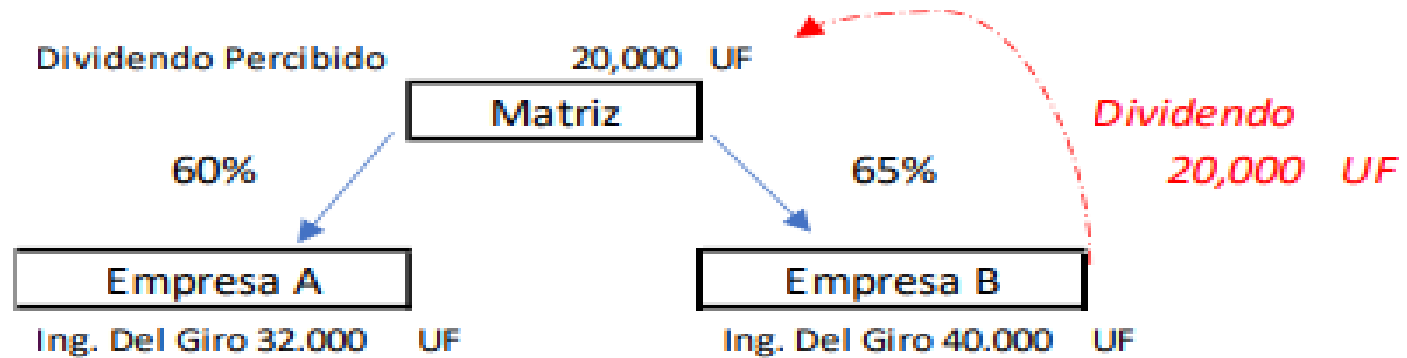 Dividendo Percibido 20,000 UF
Matriz
Dividendo
60% 65% 20,000 UF
Empresa A Empresa B
Ing. Del Giro 32.000 UF Ing. Del Giro 40.000 UF